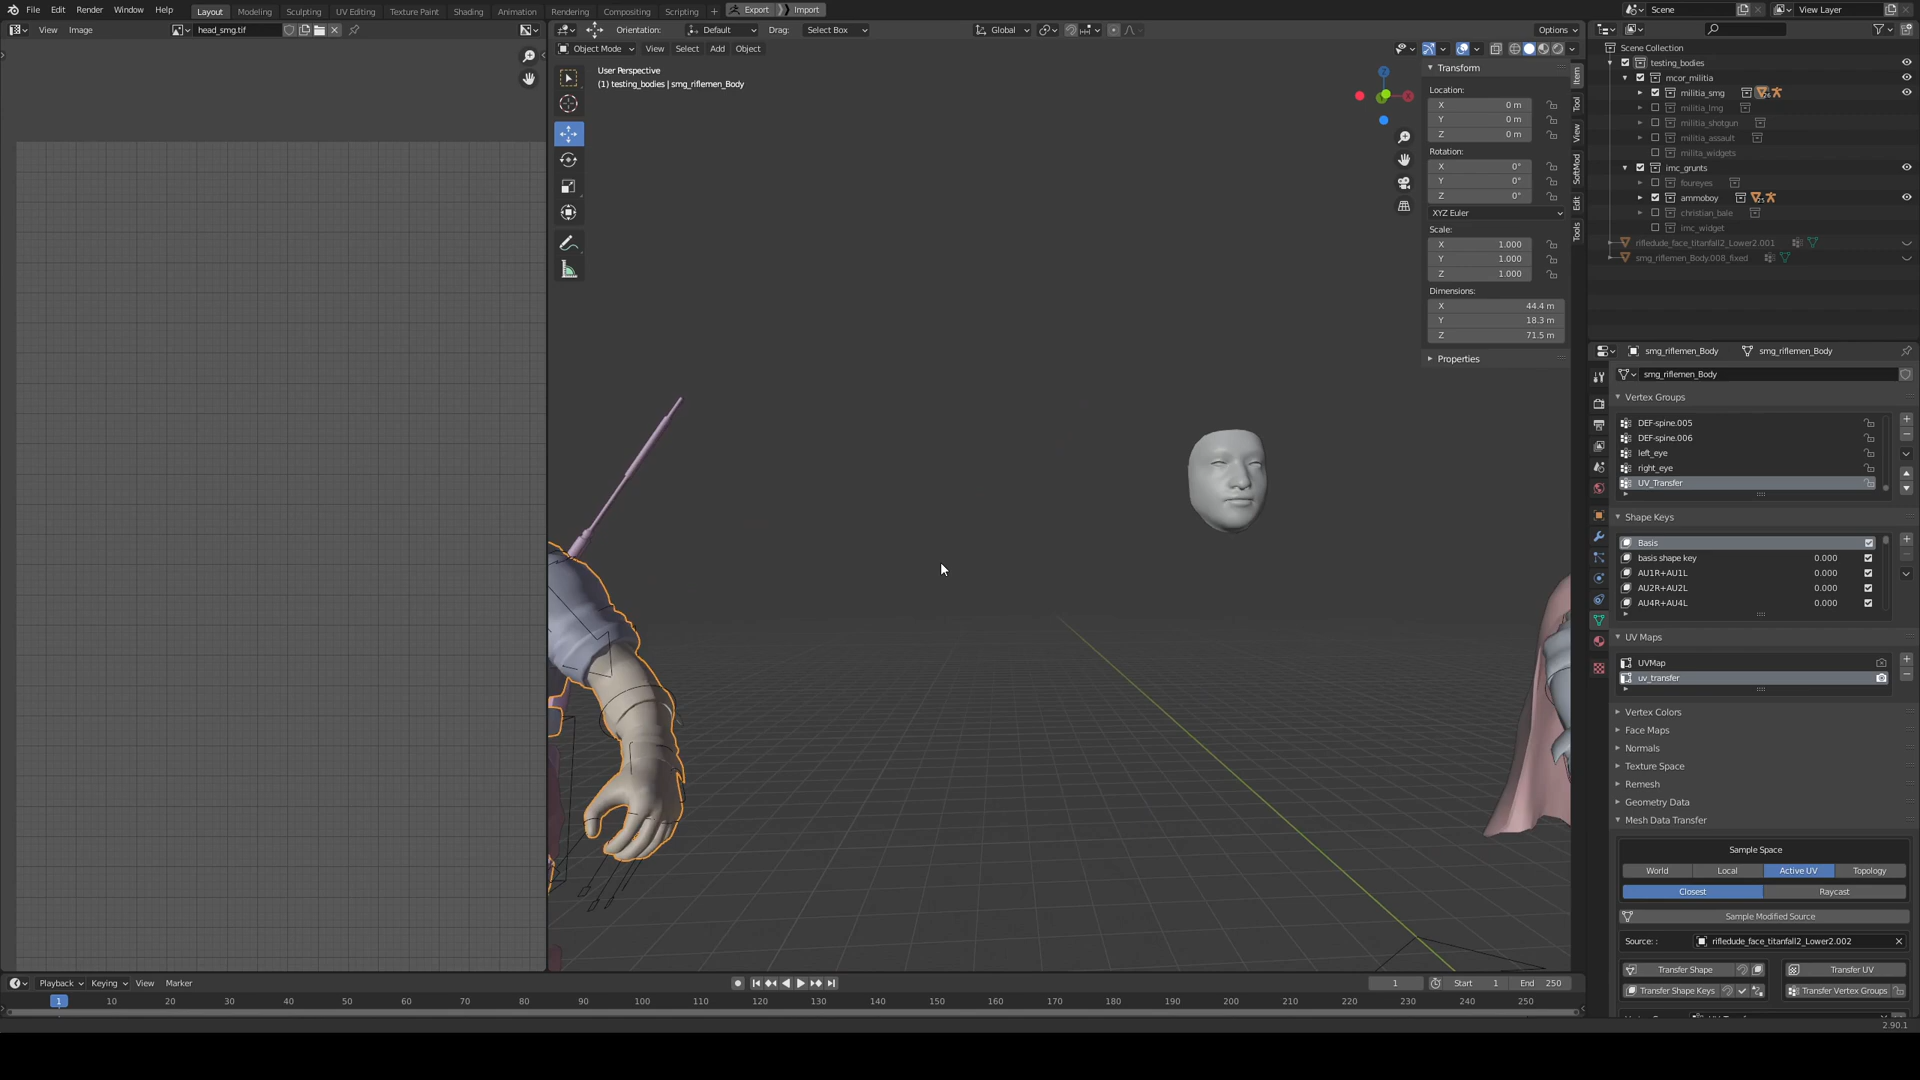 File Edit Render Window Help Layout Modeling Sculpting UV Editing Texture Paint Shading Animation Rendering Compositing Scripting + Export Import Scene View Layer
View Image head_smg.tif Orientation: Default Drag: Select Box Global Options
Object Mode View Select Add Object
User Perspective
(1) testing_bodies | smg_riflemen_Body
Transform
Location:
X 0 m
Y 0 m
Z 0 m
Rotation:
X 0°
Y 0°
Z 0°
XYZ Euler
Scale:
X 1.000
Y 1.000
Z 1.000
Dimensions:
X 44.4 m
Y 18.3 m
Z 71.5 m
Properties
Item
Tool
View
SoftMod
Edit
Tools
Scene Collection
testing_bodies
mcor_militia
militia_smg
militia_lmg
militia_shotgun
militia_assault
milita_widgets
imc_grunts
foureyes
ammoboy
christian_bale
imc_widget
rifledude_face_titanfall2_Lower2.001
smg_riflemen_Body.008_fixed
smg_riflemen_Body smg_riflemen_Body
smg_riflemen_Body
Vertex Groups
DEF-spine.005
DEF-spine.006
left_eye
right_eye
UV_Transfer
Shape Keys
Basis
basis shape key 0.000
AU1R+AU1L 0.000
AU2R+AU2L 0.000
AU4R+AU4L 0.000
UV Maps
UVMap
uv_transfer
Vertex Colors
Face Maps
Normals
Texture Space
Remesh
Geometry Data
Mesh Data Transfer
Sample Space
World Local Active UV Topology
Closest Raycast
Sample Modified Source
Source: : rifledude_face_titanfall2_Lower2.002
Transfer Shape Transfer UV
Transfer Shape Keys Transfer Vertex Groups
Playback Keying View Marker 1 Start 1 End 250
1 10 20 30 40 50 60 70 80 90 100 110 120 130 140 150 160 170 180 190 200 210 220 230 240 250
2.90.1